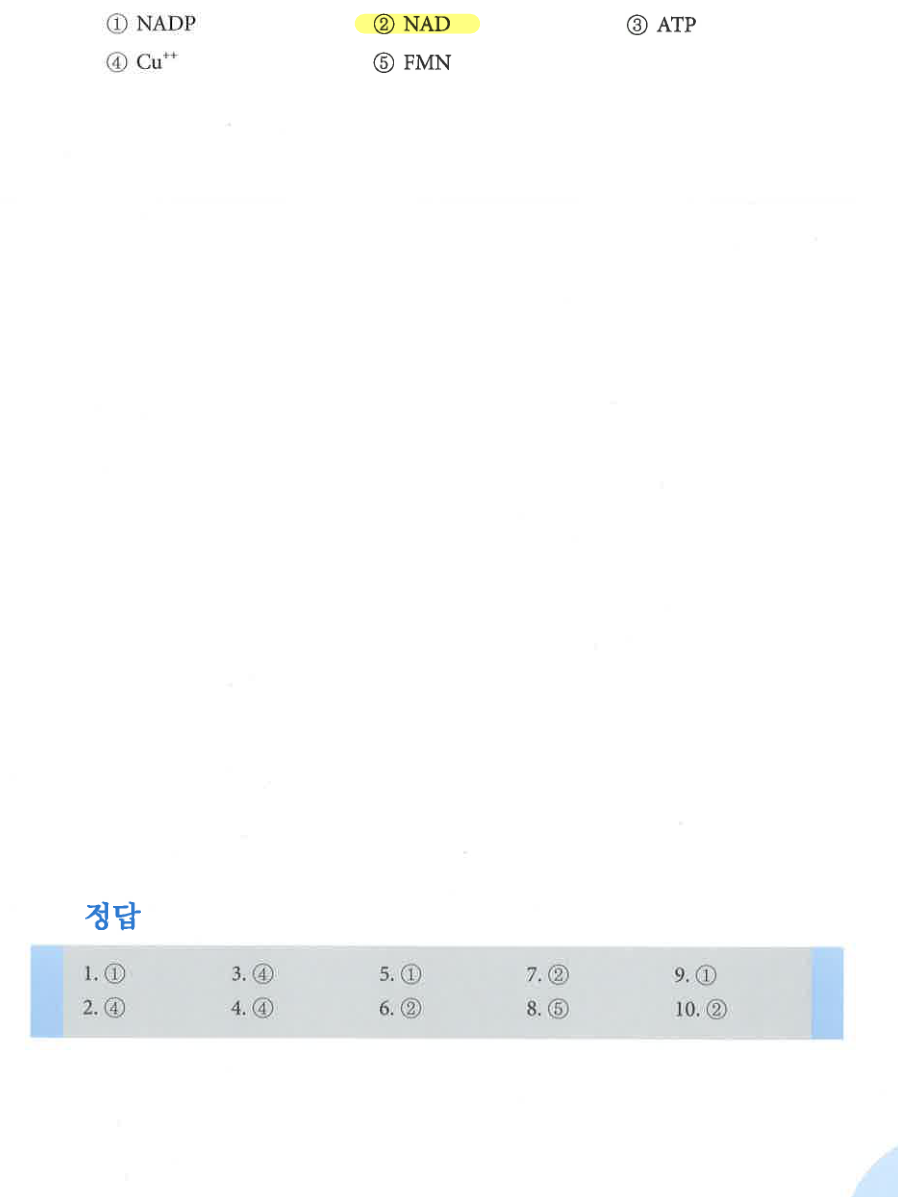 ① NADP ② NAD ③ ATP
④ Cu⁺⁺ ⑤ FMN
정답
1. ① 3. ④ 5. ① 7. ② 9. ①
2. ④ 4. ④ 6. ② 8. ⑤ 10. ②